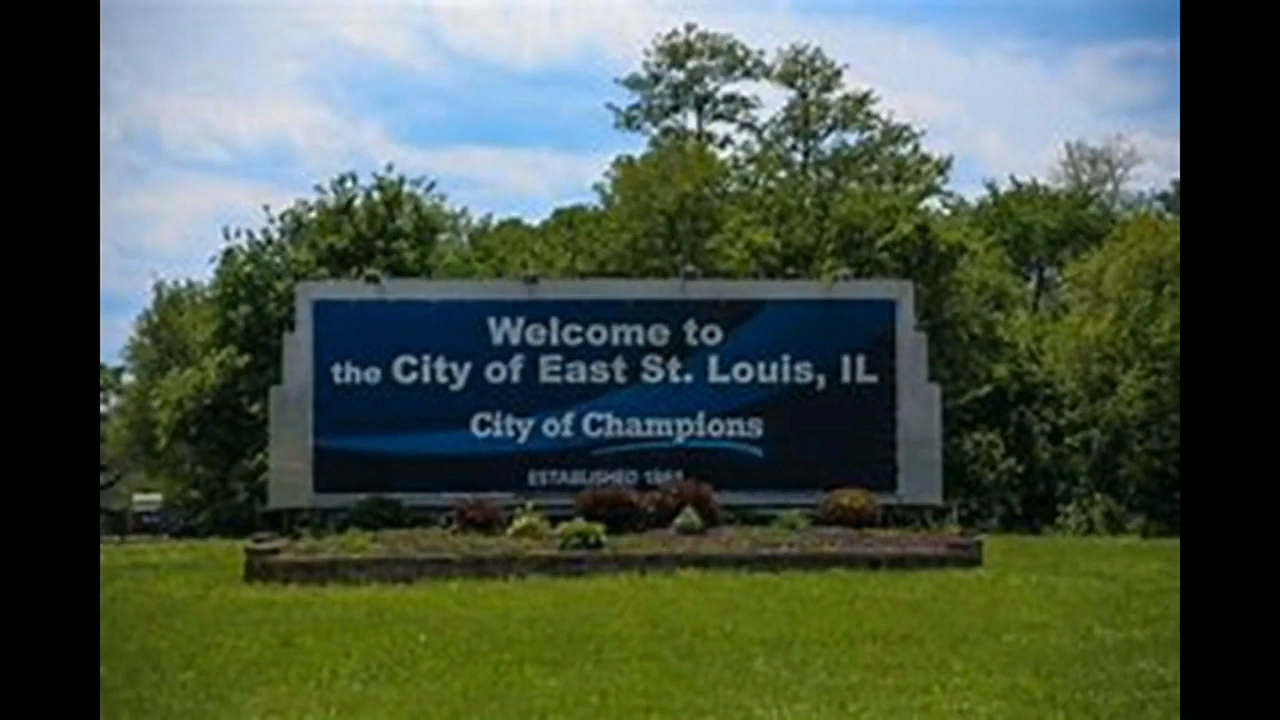 Welcome to
the City of East St. Louis, IL
City of Champions
ESTABLISHED